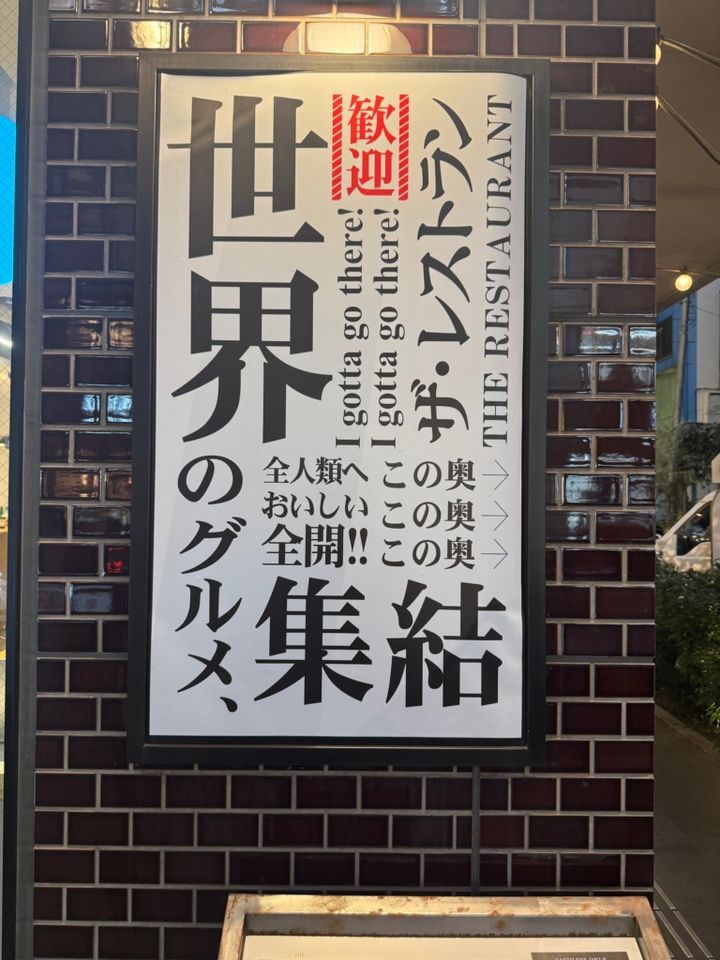 世界のグルメ、
集結
歓迎
I gotta go there!
I gotta go there!
ザ・レストラン
THE RESTAURANT
全人類へ
おいしい
全開!!
この奥→
この奥→
この奥→